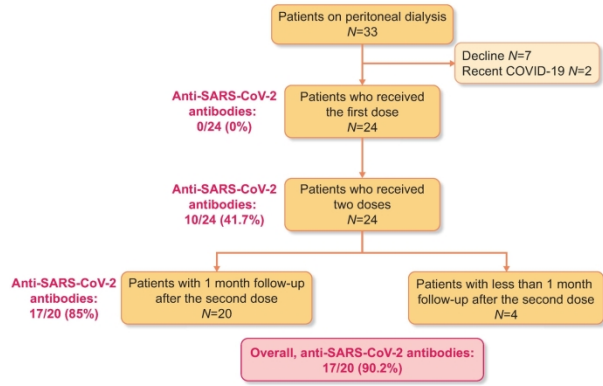 Patients on peritoneal dialysis
N=33
Decline N=7
Recent COVID-19 N=2
Anti-SARS-CoV-2
antibodies:
0/24 (0%)
Patients who received
the first dose
N=24
Anti-SARS-CoV-2
antibodies:
10/24 (41.7%)
Patients who received
two doses
N=24
Anti-SARS-CoV-2
antibodies:
17/20 (85%)
Patients with 1 month follow-up
after the second dose
N=20
Patients with less than 1 month
follow-up after the second dose
N=4
Overall, anti-SARS-CoV-2 antibodies:
17/20 (90.2%)